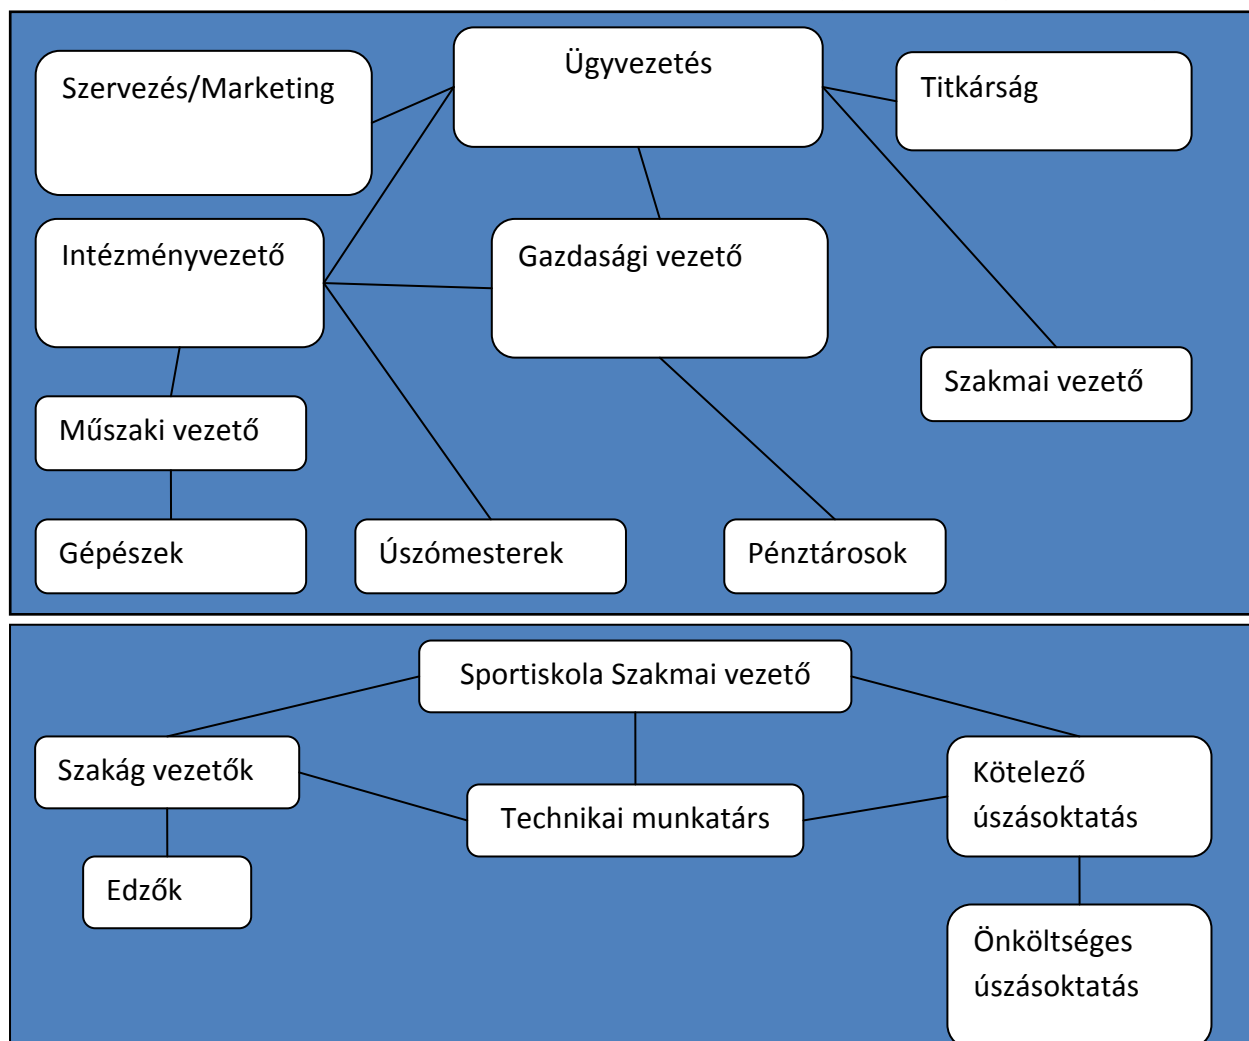 Szervezés/Marketing
Ügyvezetés
Titkárság
Intézményvezető
Gazdasági vezető
Szakmai vezető
Műszaki vezető
Gépészek
Úszómesterek
Pénztárosok
Sportiskola Szakmai vezető
Szakág vezetők
Technikai munkatárs
Kötelező
úszásoktatás
Edzők
Önköltséges
úszásoktatás